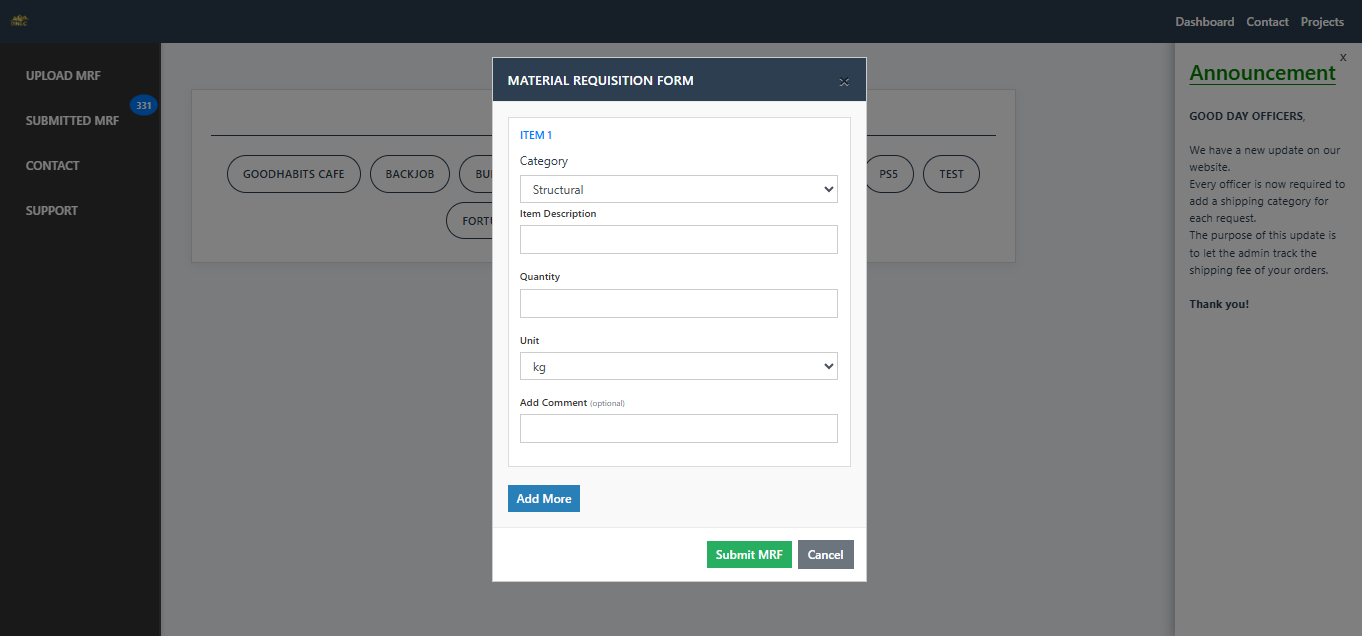 Dashboard Contact Projects
UPLOAD MRF
331
SUBMITTED MRF
CONTACT
SUPPORT
GOODHABITS CAFE BACKJOB BU PS5 TEST
FORTU
MATERIAL REQUISITION FORM
×
ITEM 1
Category
Structural
Item Description
Quantity
Unit
kg
Add Comment (optional)
Add More
Submit MRF Cancel
x
Announcement
GOOD DAY OFFICERS,
We have a new update on our
website.
Every officer is now required to
add a shipping category for
each request.
The purpose of this update is
to let the admin track the
shipping fee of your orders.
Thank you!